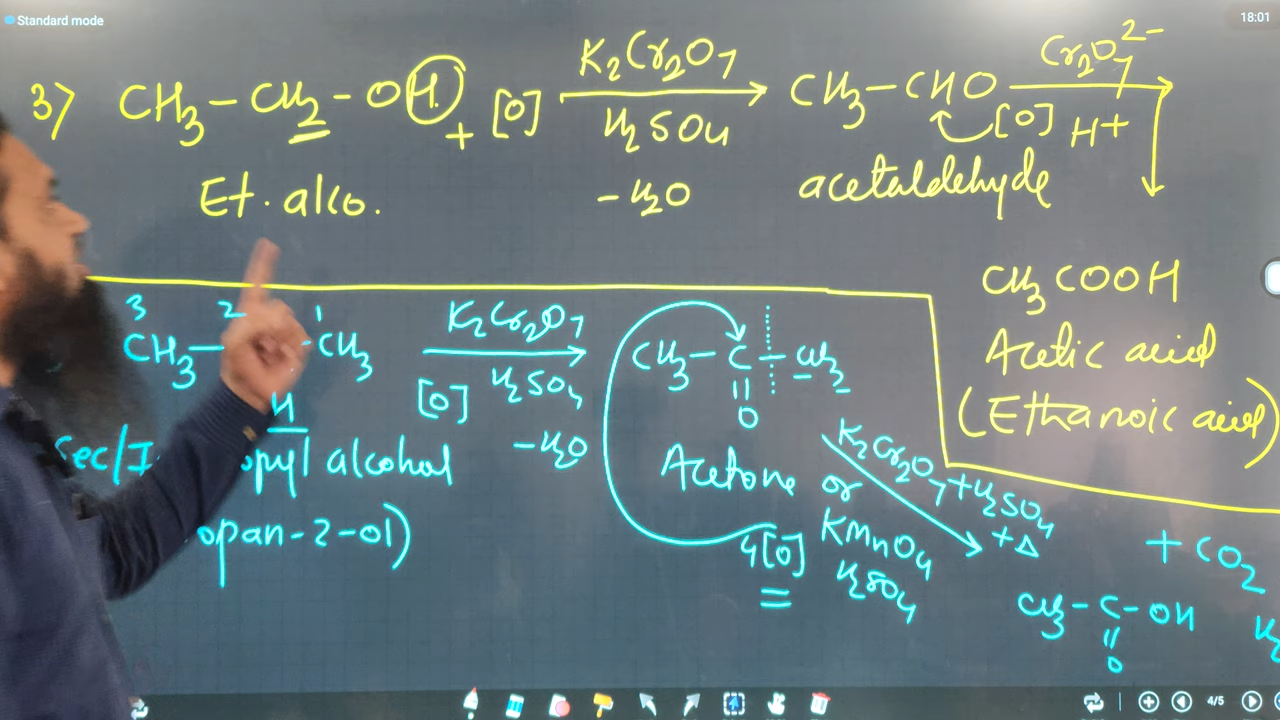 Standard mode
18:01
3) CH3 – CH2 – OH + [O] K2Cr2O7 H2SO4 –H2O CH3–CHO Cr2O7 2– [O] H+
Et. alco. acetaldehyde
CH3COOH
Acetic acid
(Ethanoic acid)
3 2 1
CH3– CH3 K2Cr2O7 [O] H2SO4 –H2O CH3–C–CH3
H
O
Sec/I opyl alcohol
opan-2-ol)
Acetone or
K2Cr2O7+H2SO4
+Δ
4[O] KMnO4
H2SO4
CH3–C–OH + CO2
O
4/5